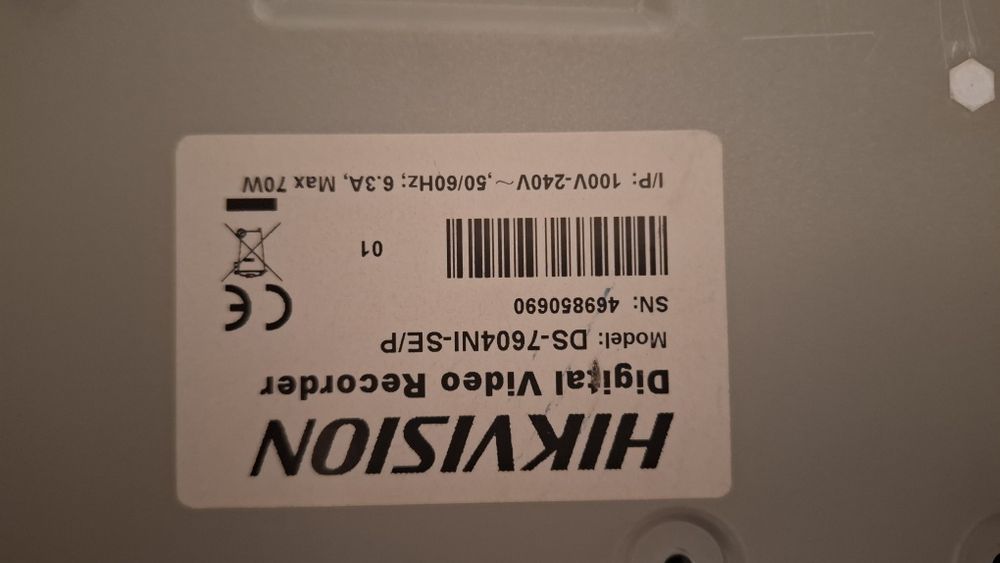 HIKVISION
Digital Video Recorder
Model: DS-7604NI-SE/P
SN: 469850690
01
I/P: 100V-240V～,50/60Hz; 6.3A, Max 70W